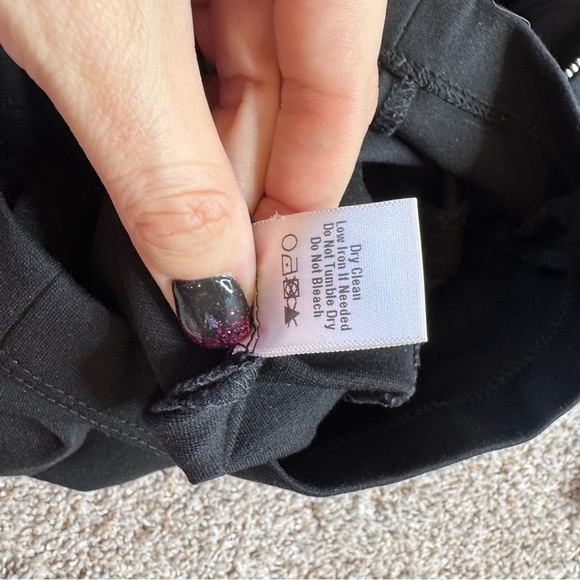 Dry Clean
Low Iron If Needed
Do Not Tumble Dry
Do Not Bleach